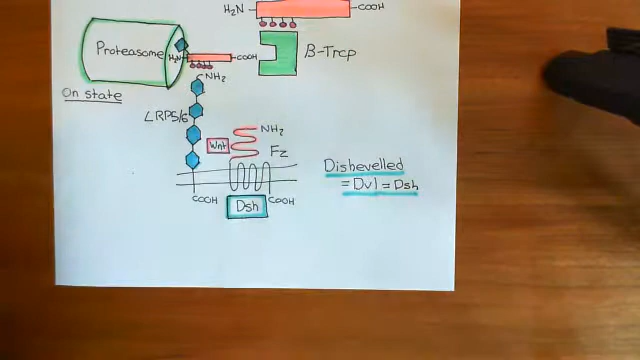 H₂N
COOH
Proteasome
H₂N
COOH
β-Trcp
On state
NH₂
LRP5/6
NH₂
Wnt
Fz
Dishevelled
= Dvl = Dsh
COOH
Dsh
COOH